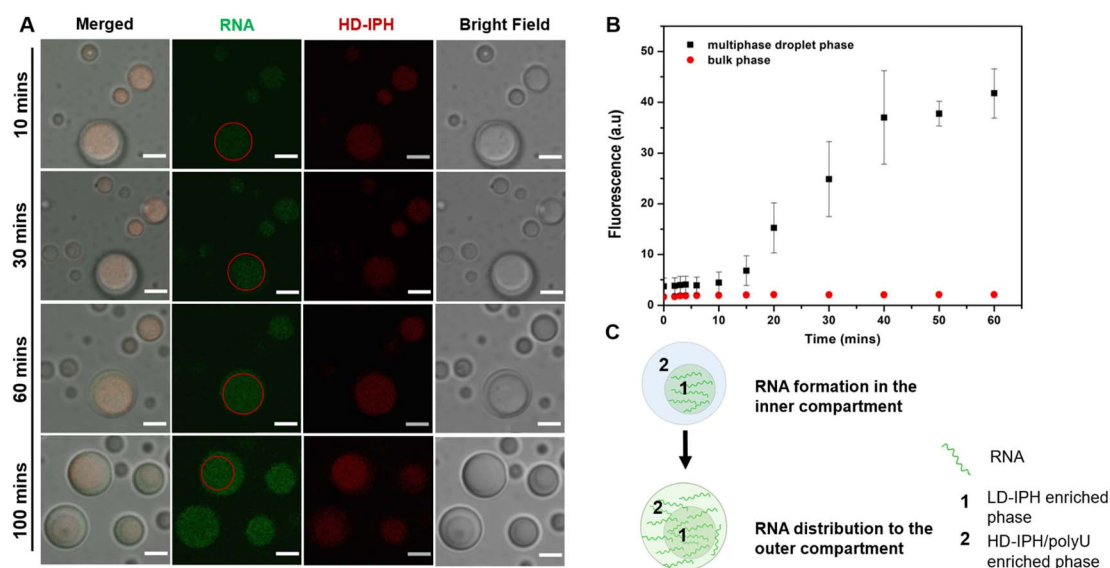 A
Merged
RNA
HD-IPH
Bright Field
10 mins
30 mins
60 mins
100 mins
B
multiphase droplet phase
bulk phase
50
40
30
20
10
0
Fluorescence (a.u)
0
10
20
30
40
50
60
Time (mins)
C
2
1
RNA formation in the
inner compartment
2
1
RNA distribution to the
outer compartment
RNA
1
LD-IPH enriched
phase
2
HD-IPH/polyU
enriched phase